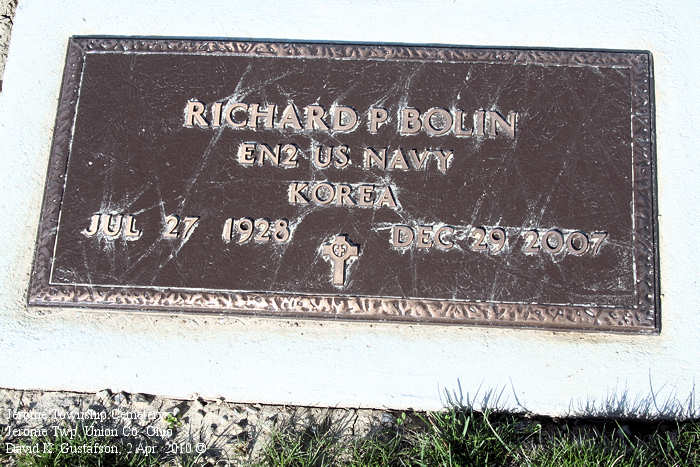 RICHARD P BOLIN
EN2 US NAVY
KOREA
JUL 27 1928 DEC 29 2007
Jerome Township Cemetery
Jerome Twp. Union Co. Ohio
David K. Gustafson, 2 Apr. 2010 ©